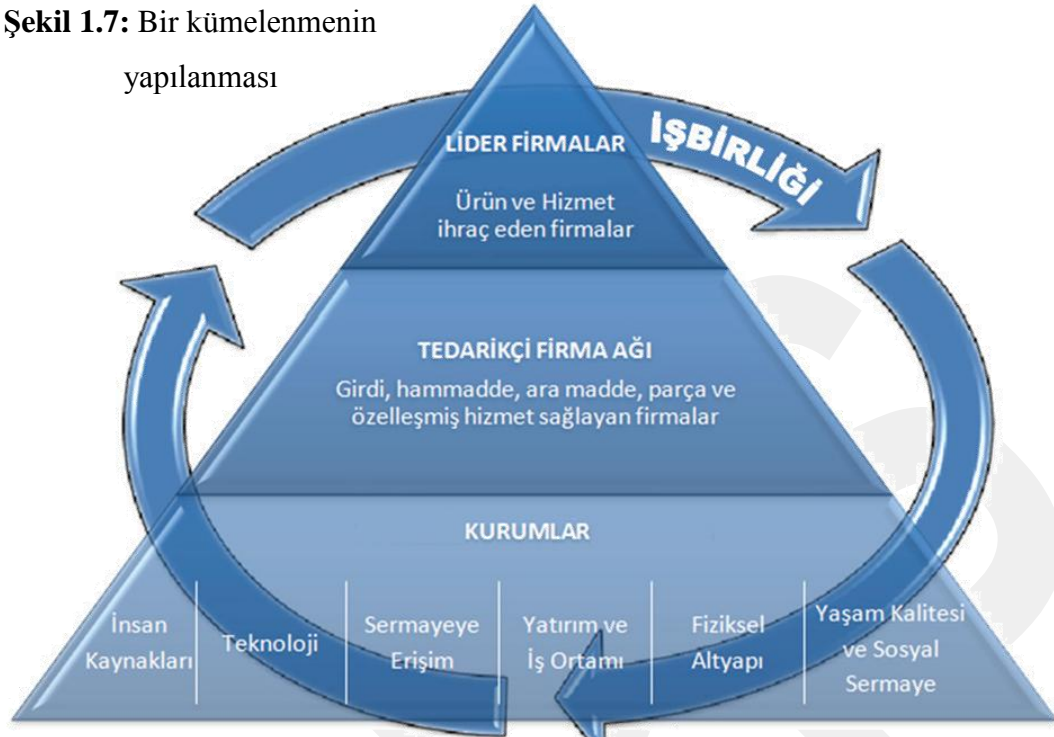 Şekil 1.7: Bir kümelenmenin
yapılanması
LİDER FİRMALAR
İŞBİRLİĞİ
Ürün ve Hizmet
ihraç eden firmalar
TEDARİKÇİ FİRMA AĞI
Girdi, hammadde, ara madde, parça ve
özelleşmiş hizmet sağlayan firmalar
KURUMLAR
İnsan
Kaynakları
Teknoloji
Sermayeye
Erişim
Yatırım ve
İş Ortamı
Fiziksel
Altyapı
Yaşam Kalitesi
ve Sosyal
Sermaye